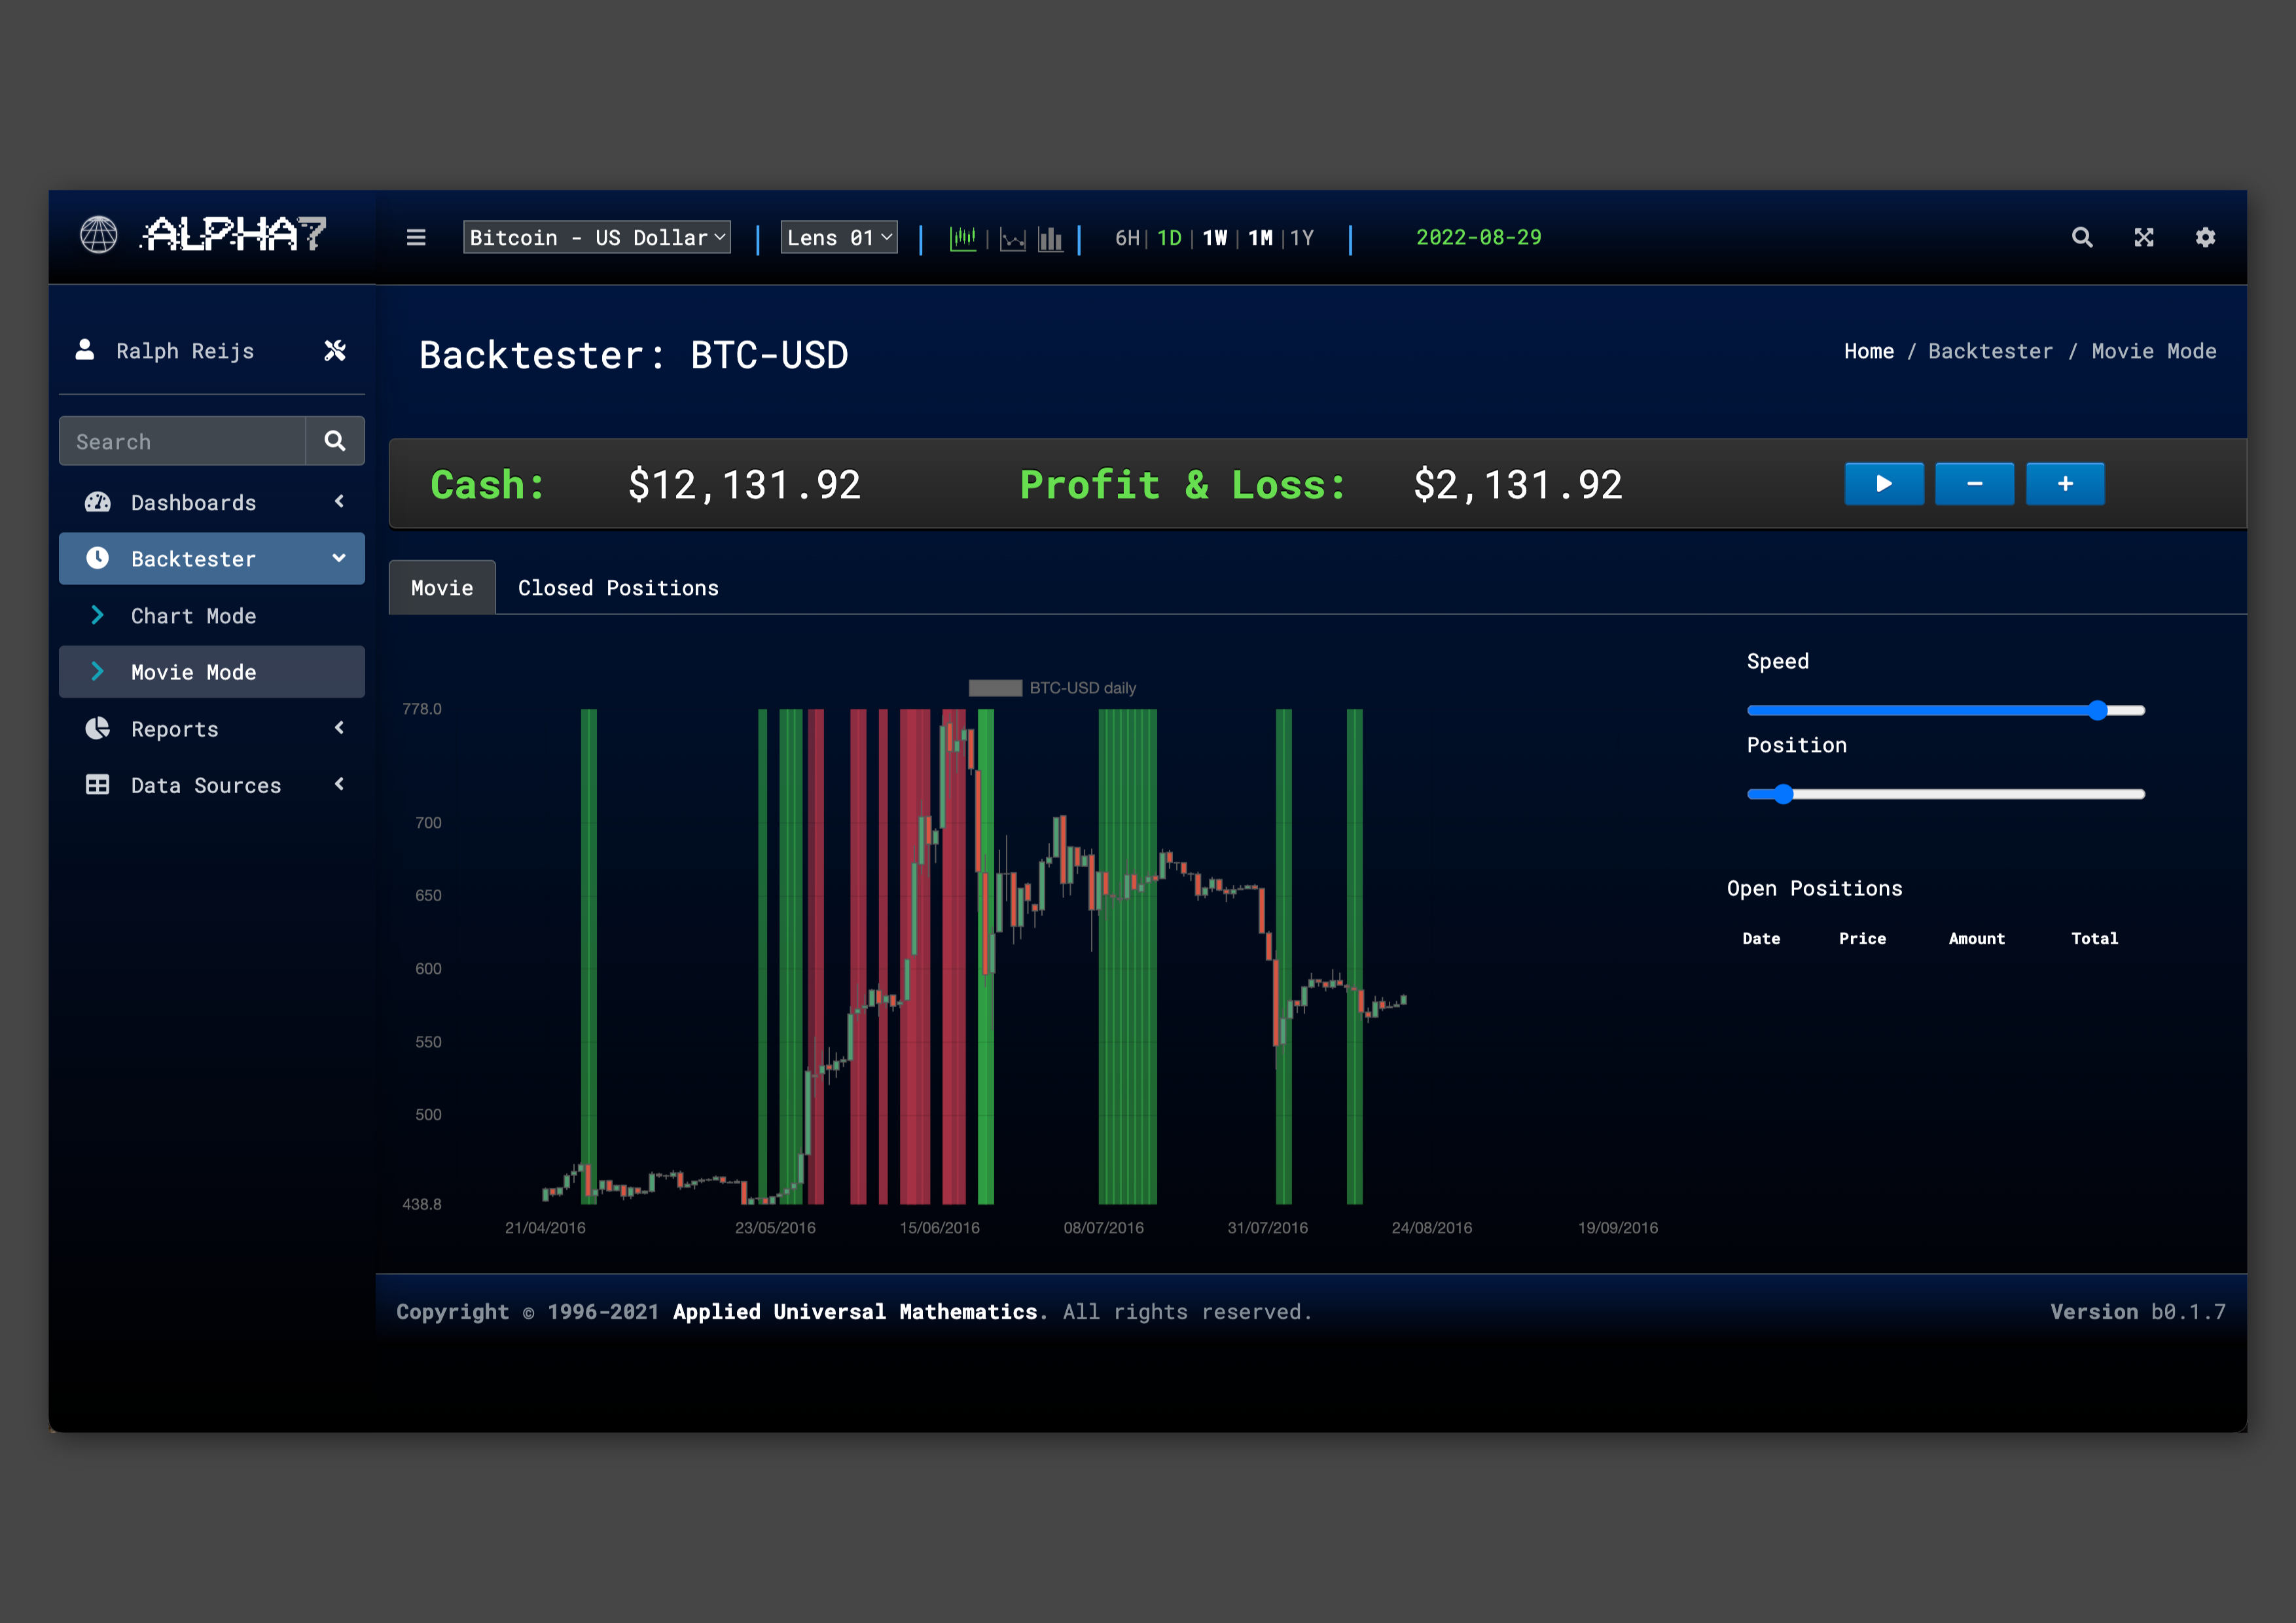 ALPHA7
Bitcoin - US Dollar
Lens 01
6H | 1D | 1W | 1M | 1Y
2022-08-29
Ralph Reijs
Search
Dashboards
Backtester
Chart Mode
Movie Mode
Reports
Data Sources
Backtester: BTC-USD
Home / Backtester / Movie Mode
Cash: $12,131.92 Profit & Loss: $2,131.92
Movie
Closed Positions
BTC-USD daily
778.0
700
650
600
550
500
438.8
21/04/2016 23/05/2016 15/06/2016 08/07/2016 31/07/2016 24/08/2016 19/09/2016
Speed
Position
Open Positions
Date Price Amount Total
Copyright © 1996-2021 Applied Universal Mathematics. All rights reserved.
Version b0.1.7